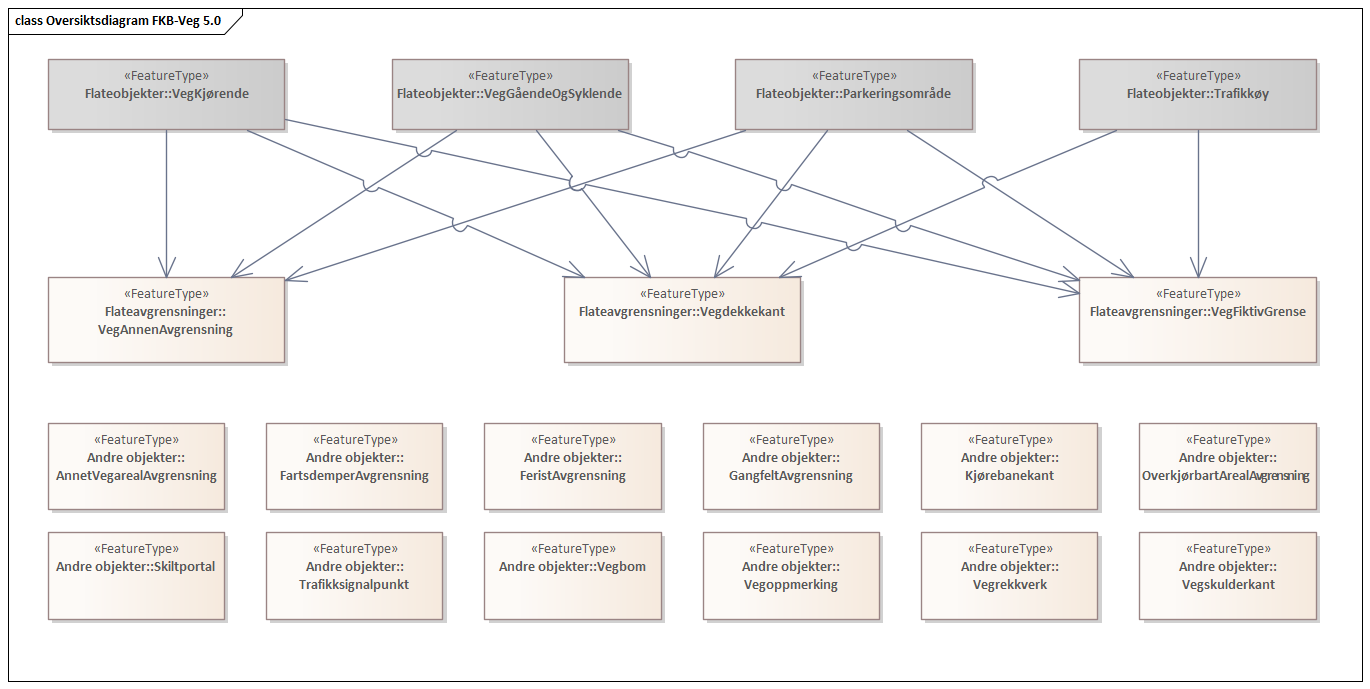 class Oversiktsdiagram FKB-Veg 5.0
«FeatureType»
Flateobjekter::VegKjørende
«FeatureType»
Flateobjekter::VegGåendeOgSyklende
«FeatureType»
Flateobjekter::Parkeringsområde
«FeatureType»
Flateobjekter::Trafikkøy
«FeatureType»
Flateavgrensninger::
VegAnnenAvgrensning
«FeatureType»
Flateavgrensninger::Vegdekkekant
«FeatureType»
Flateavgrensninger::VegFiktivGrense
«FeatureType»
Andre objekter::
AnnetVegarealAvgrensning
«FeatureType»
Andre objekter::
FartsdemperAvgrensning
«FeatureType»
Andre objekter::
FeristAvgrensning
«FeatureType»
Andre objekter::
GangfeltAvgrensning
«FeatureType»
Andre objekter::
Kjørebanekant
«FeatureType»
Andre objekter::
OverkjørbartArealAvgrensning
«FeatureType»
Andre objekter::Skiltportal
«FeatureType»
Andre objekter::
Trafikksignalpunkt
«FeatureType»
Andre objekter::Vegbom
«FeatureType»
Andre objekter::
Vegoppmerking
«FeatureType»
Andre objekter::
Vegrekkverk
«FeatureType»
Andre objekter::
Vegskulderkant